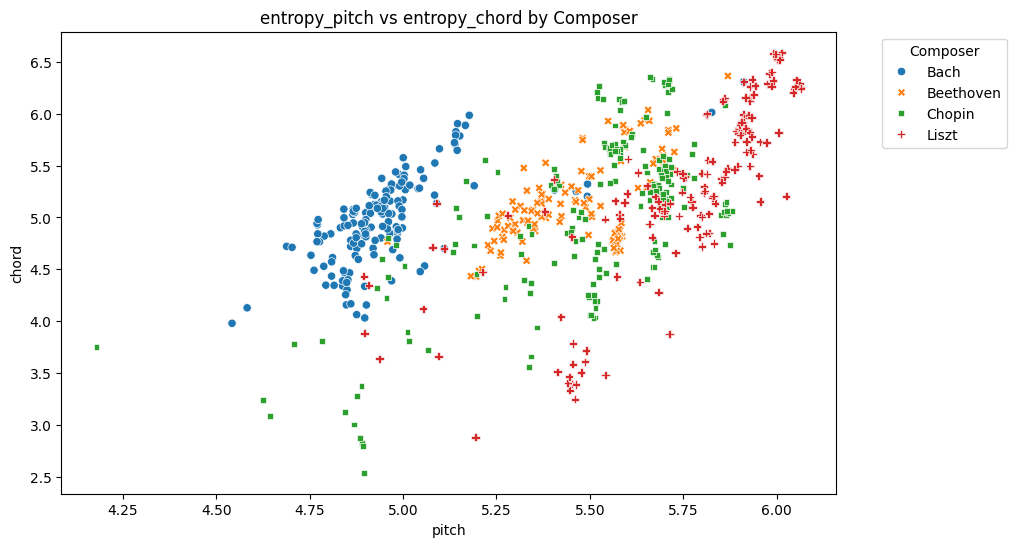 entropy_pitch vs entropy_chord by Composer
Composer
Bach
Beethoven
Chopin
Liszt
chord
6.5
6.0
5.5
5.0
4.5
4.0
3.5
3.0
2.5
4.25 4.50 4.75 5.00 5.25 5.50 5.75 6.00
pitch